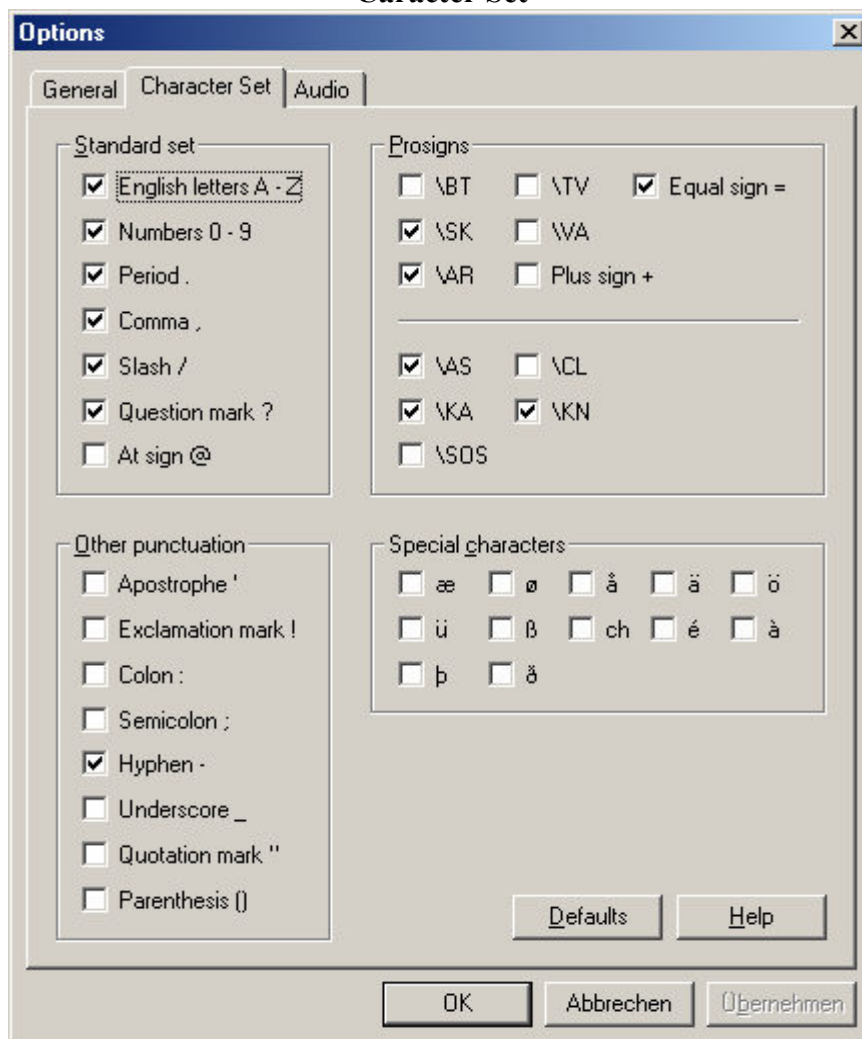 Caracter Set
Options
General Character Set Audio
Standard set
English letters A - Z
Numbers 0 - 9
Period .
Comma ,
Slash /
Question mark ?
At sign @
Prosigns
\BT \TV Equal sign =
\SK \VA
\AR Plus sign +
\AS \CL
\KA \KN
\SOS
Other punctuation
Apostrophe '
Exclamation mark !
Colon :
Semicolon ;
Hyphen -
Underscore _
Quotation mark "
Parenthesis ()
Special characters
æ ø å ä ö
ü ß ch é à
þ ð
Defaults Help
OK Abbrechen Übernehmen